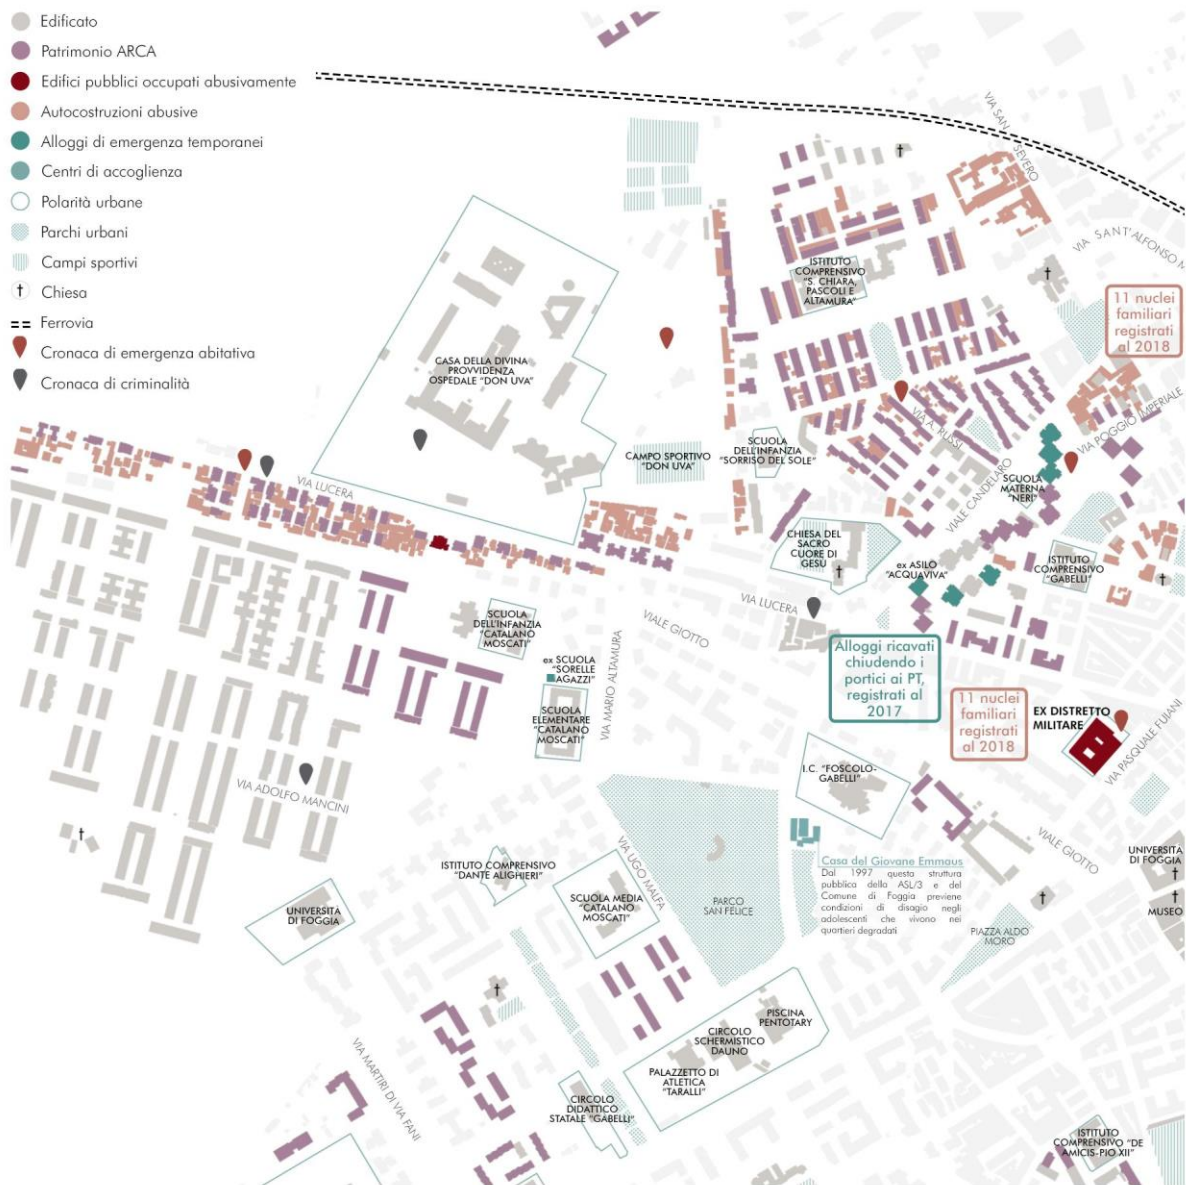 Edificato
Patrimonio ARCA
Edifici pubblici occupati abusivamente
Autocostruzioni abusive
Alloggi di emergenza temporanei
Centri di accoglienza
Polarità urbane
Parchi urbani
Campi sportivi
Chiesa
Ferrovia
Cronaca di emergenza abitativa
Cronaca di criminalità
VIA SAN SEVERO
VIA SANT'ALFONSO M
ISTITUTO
COMPRENSIVO
"S. CHIARA,
PASCOLI E
ALTAMURA"
11 nuclei
familiari
registrati
al 2018
CASA DELLA DIVINA
PROVVIDENZA
OSPEDALE "DON UVA"
VIA POGGIO IMPERIALE
VIA A. RUSSI
SCUOLA
DELL'INFANZIA
"SORRISO DEL SOLE"
CAMPO SPORTIVO
"DON UVA"
VIALE CANDELARO
SCUOLA
MATERNA
"NERI"
VIA LUCERA
CHIESA DEL
SACRO
CUORE DI
GESÙ
ex ASILO
"ACQUAVIVA"
ISTITUTO
COMPRENSIVO
"GABELLI"
VIA LUCERA
SCUOLA
DELL'INFANZIA
"CATALANO
MOSCATI"
VIALE GIOTTO
VIA MARIO ALTAMURA
Alloggi ricavati
chiudendo i
portici ai PT,
registrati al
2017
ex SCUOLA
"SORELLE
AGAZZI"
SCUOLA
ELEMENTARE
"CATALANO
MOSCATI"
11 nuclei
familiari
registrati
al 2018
EX DISTRETTO
MILITARE
VIA PASQUALE FUIANI
VIA ADOLFO MANCINI
I.C. "FOSCOLO-
GABELLI"
VIALE GIOTTO
ISTITUTO COMPRENSIVO
"DANTE ALIGHIERI"
VIA UGO MALFA
Casa del Giovane Emmaus
Dal 1997 questa struttura
pubblica della ASL/3 e del
Comune di Foggia previene
condizioni di disagio negli
adolescenti che vivono nei
quartieri degradati
UNIVERSITÀ
DI FOGGIA
MUSEO
SCUOLA MEDIA
"CATALANO
MOSCATI"
PARCO
SAN FELICE
UNIVERSITÀ
DI FOGGIA
PIAZZA ALDO
MORO
PISCINA
PENTOTARY
CIRCOLO
SCHERMISTICO
DAUNO
PALAZZETTO DI
ATLETICA
"TARALLI"
VIA MARTIRI DI VIA FANI
CIRCOLO
DIDATTICO
STATALE "GABELLI"
ISTITUTO
COMPRENSIVO "DE
AMICIS-PIO XII"